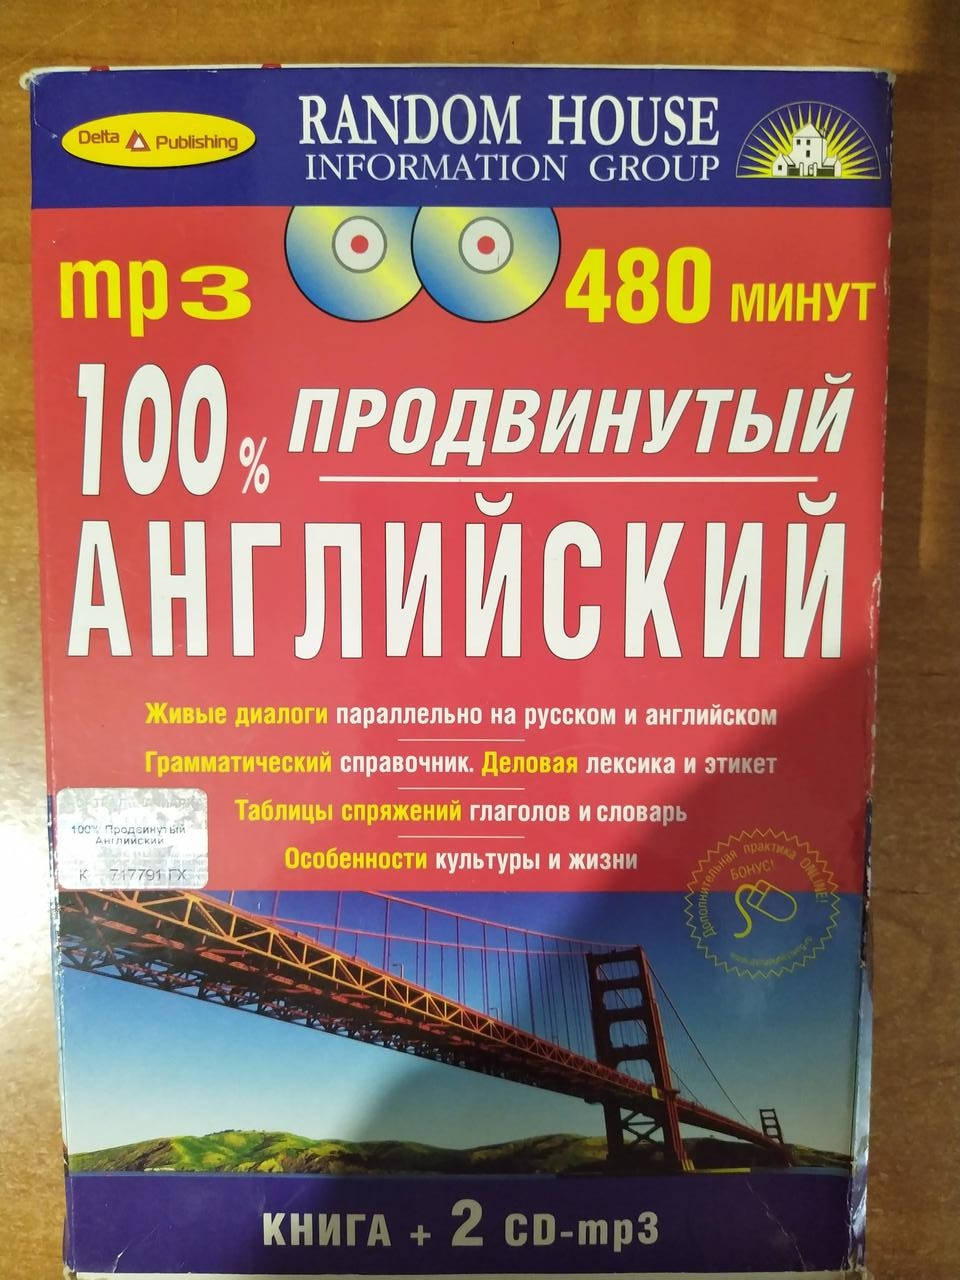 Delta Publishing
RANDOM HOUSE
INFORMATION GROUP
mp3
480 МИНУТ
100% ПРОДВИНУТЫЙ
АНГЛИЙСКИЙ
Живые диалоги параллельно на русском и английском
Грамматический справочник. Деловая лексика и этикет
Таблицы спряжений глаголов и словарь
Особенности культуры и жизни
100% Продвинутый
Английский
К 717791 ГХ
Дополнительная практика ONLINE!
БОНУС!
КНИГА + 2 CD-mp3